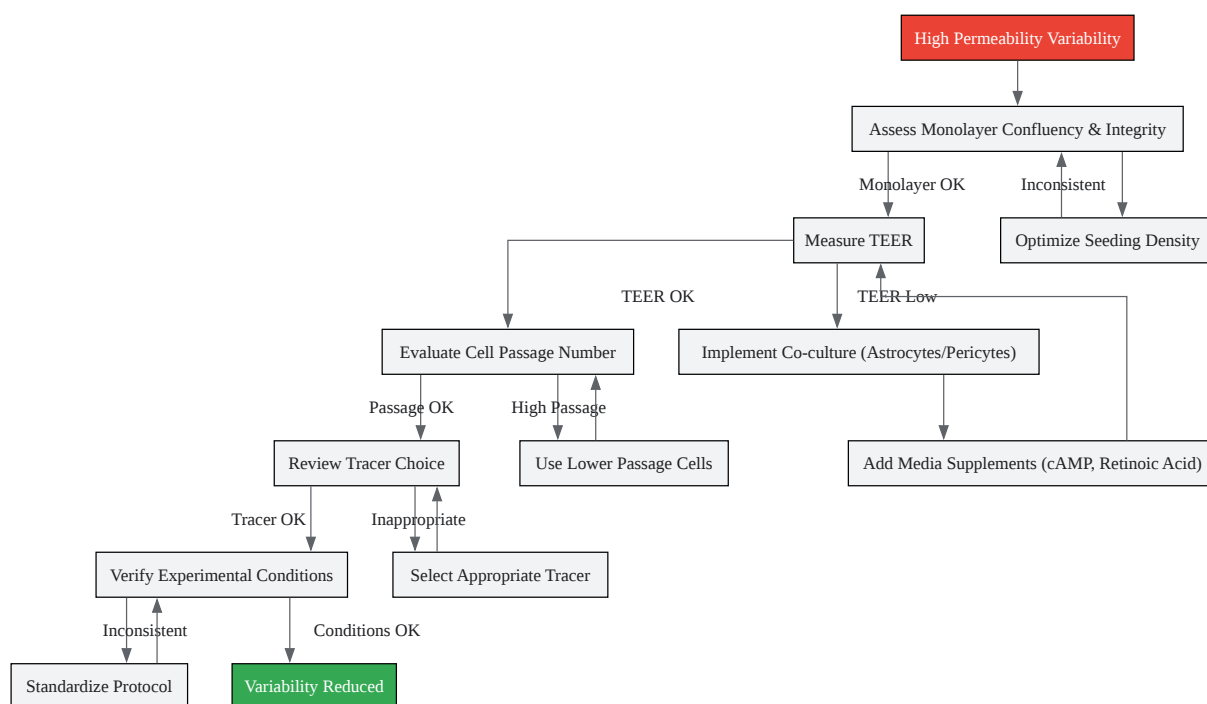 High Permeability Variability
Assess Monolayer Confluency & Integrity
Monolayer OK
Inconsistent
Measure TEER
Optimize Seeding Density
TEER OK
TEER Low
Evaluate Cell Passage Number
Implement Co-culture (Astrocytes/Pericytes)
Passage OK
High Passage
Review Tracer Choice
Use Lower Passage Cells
Add Media Supplements (cAMP, Retinoic Acid)
Tracer OK
Inappropriate
Verify Experimental Conditions
Select Appropriate Tracer
Inconsistent
Conditions OK
Standardize Protocol
Variability Reduced